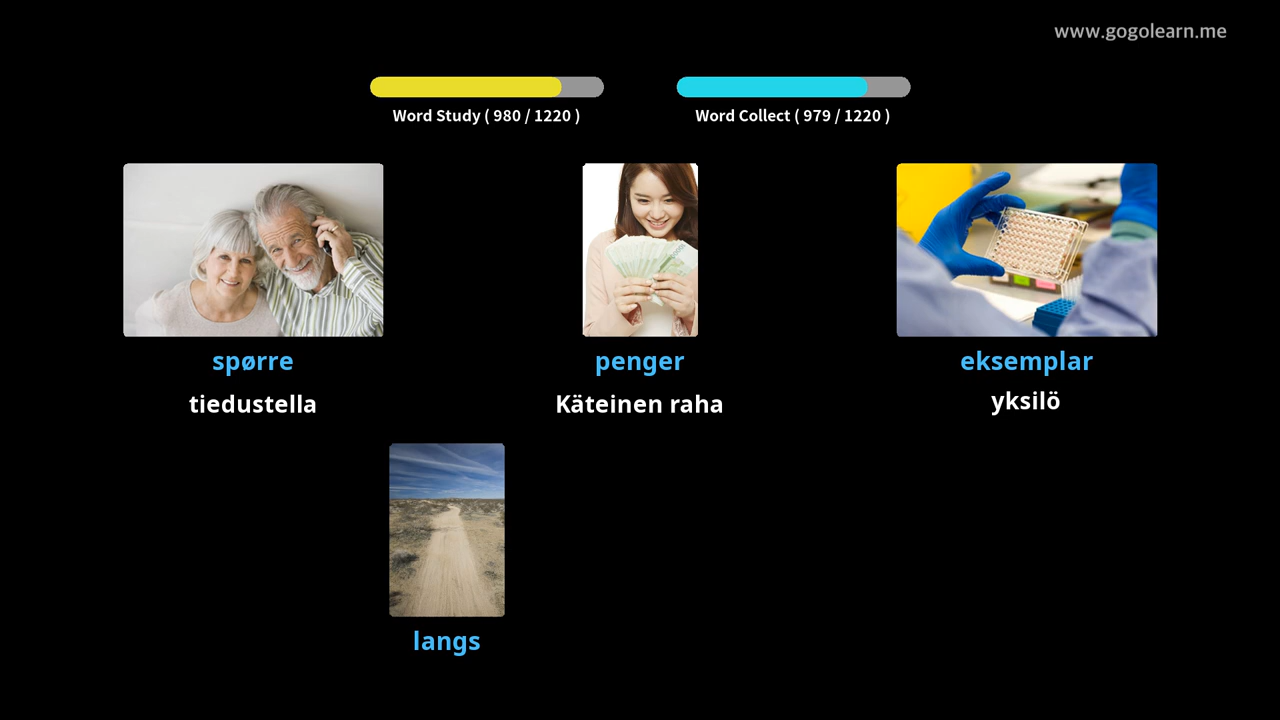 www.gogolearn.me
Word Study ( 980 / 1220 )
Word Collect ( 979 / 1220 )
spørre
penger
eksemplar
tiedustella
Käteinen raha
yksilö
langs